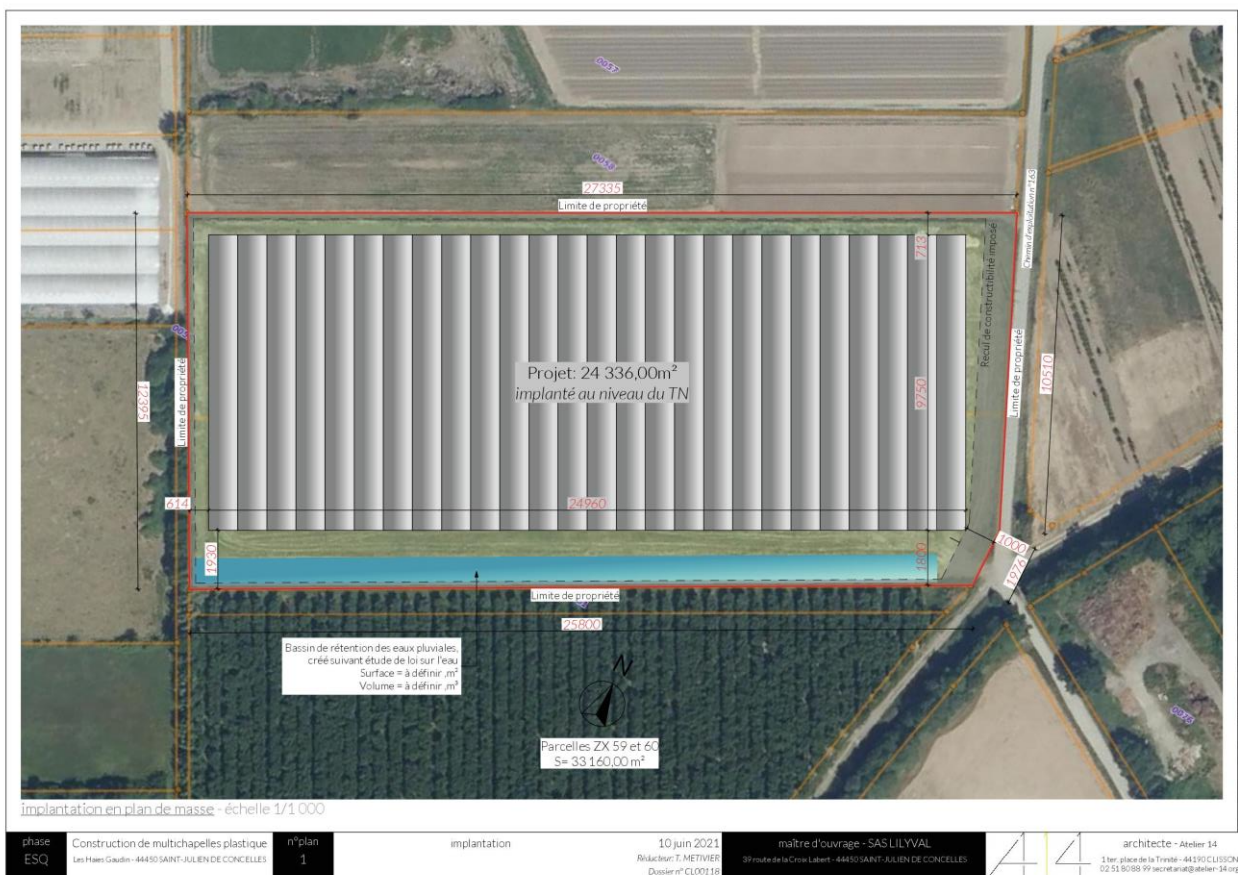 0057
0058
27335
Limite de propriété
Chemin d'exploitation n°163
713
Recul de constructibilité imposé
Limite de propriété
12395
Limite de propriété
10510
Projet: 24 336,00m²
implanté au niveau du TN
9750
614
24960
1930
1800
1000
1976
Limite de propriété
25800
Bassin de rétention des eaux pluviales,
créé suivant étude de loi sur l'eau
Surface = à définir ,m²
Volume = à définir ,m³
N
0076
Parcelles ZX 59 et 60
S= 33 160,00 m²
implantation en plan de masse - échelle 1/1 000
phase
ESQ
Construction de multichapelles plastique
Les Haies Gaudin - 44450 SAINT-JULIEN DE CONCELLES
n°plan
1
implantation
10 juin 2021
Rédacteur: T. METIVIER
Dossier n° CL00118
maître d'ouvrage - SAS LILYVAL
39 route de la Croix Labert - 44450 SAINT-JULIEN DE CONCELLES
architecte - Atelier 14
1 ter, place de la Trinité - 44190 CLISSON
02 51 80 88 99 secretariat@atelier-14.org